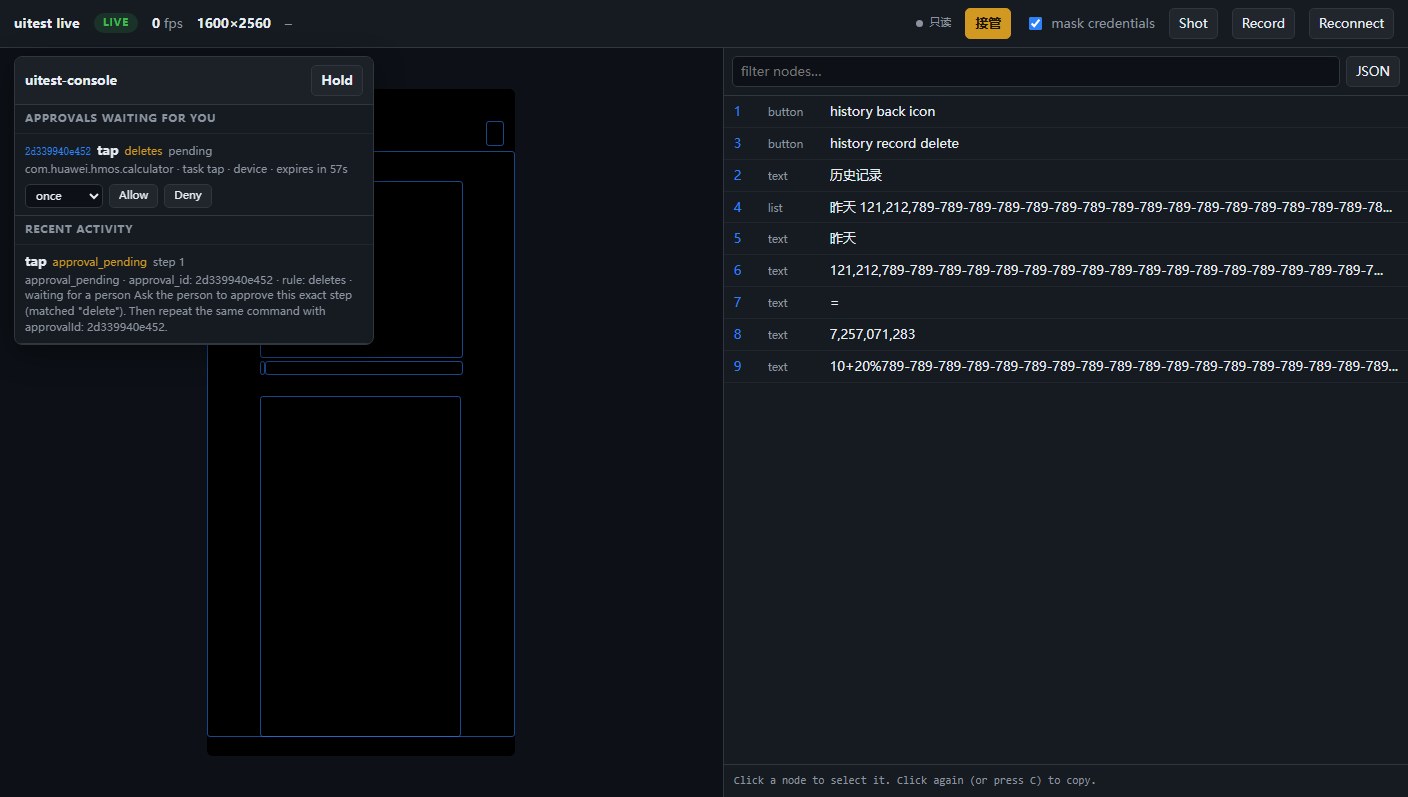 uitest live LIVE 0 fps 1600×2560 – 只读 接管 mask credentials Shot Record Reconnect
uitest-console Hold
APPROVALS WAITING FOR YOU
2d339940e452 tap deletes pending
com.huawei.hmos.calculator · task tap · device · expires in 57s
once Allow Deny
RECENT ACTIVITY
tap approval_pending step 1
approval_pending · approval_id: 2d339940e452 · rule: deletes ·
waiting for a person Ask the person to approve this exact step
(matched "delete"). Then repeat the same command with
approvalId: 2d339940e452.
filter nodes... JSON
1 button history back icon
3 button history record delete
2 text 历史记录
4 list 昨天 121,212,789-789-789-789-789-789-789-789-789-789-789-789-789-789-789-789-789-78...
5 text 昨天
6 text 121,212,789-789-789-789-789-789-789-789-789-789-789-789-789-789-789-789-789-7...
7 text =
8 text 7,257,071,283
9 text 10+20%789-789-789-789-789-789-789-789-789-789-789-789-789-789-789-789-789-789...
Click a node to select it. Click again (or press C) to copy.